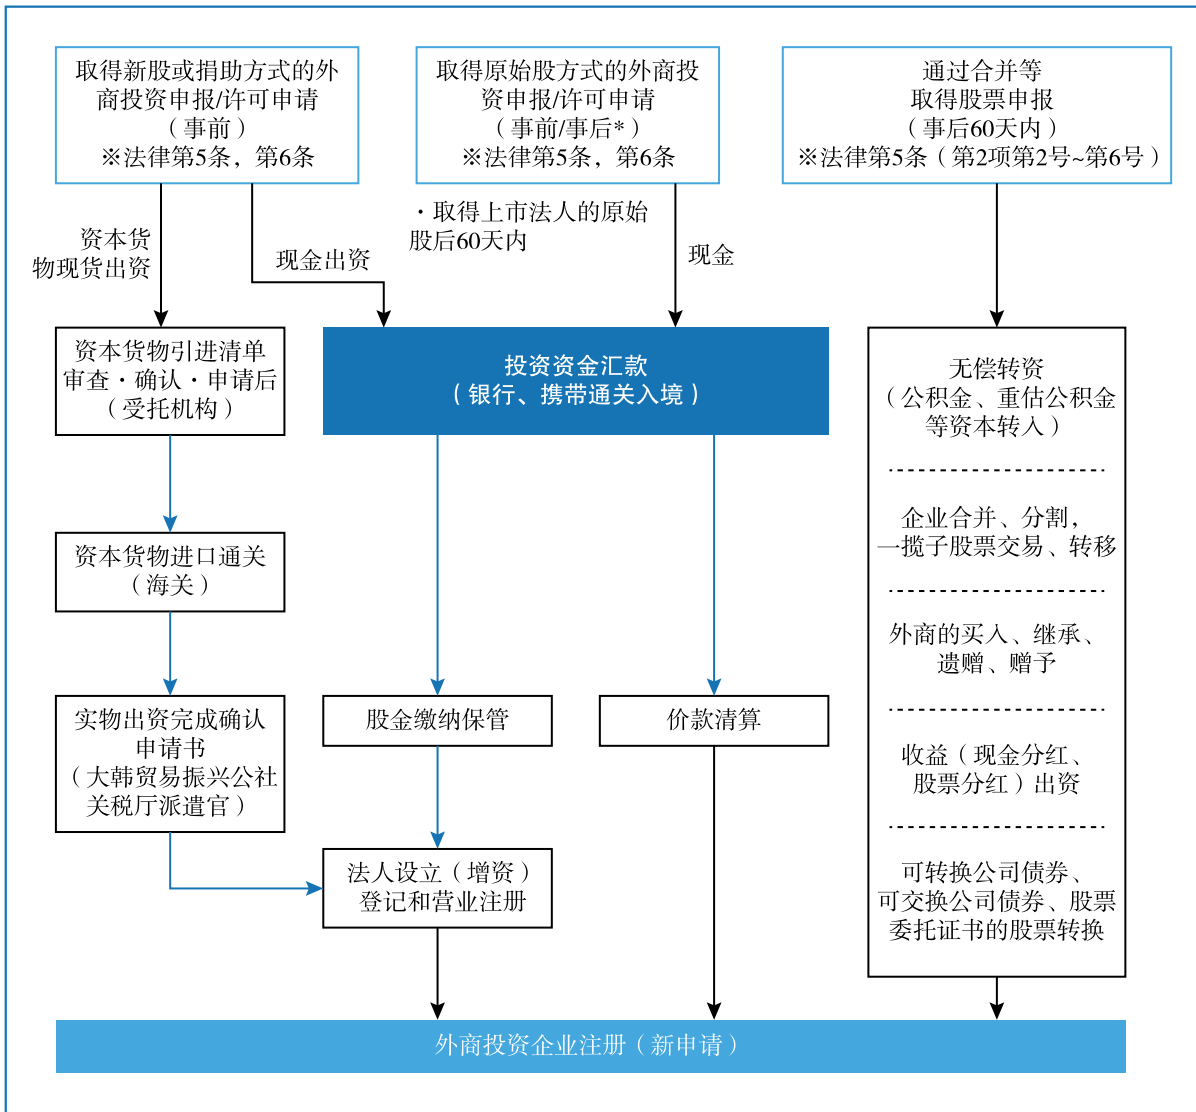 取得新股或捐助方式的外
商投资申报/许可申请
（事前）
※法律第5条，第6条
取得原始股方式的外商投
资申报/许可申请
（事前/事后*）
※法律第5条，第6条
通过合并等
取得股票申报
（事后60天内）
※法律第5条（第2项第2号~第6号）
资本货
物现货出资
现金出资
·取得上市法人的原始
股后60天内
现金
资本货物引进清单
审查·确认·申请后
（受托机构）
投资资金汇款
（银行、携带通关入境）
无偿转资
（公积金、重估公积金
等资本转入）
企业合并、分割，
一揽子股票交易、转移
外商的买入、继承、
遗赠、赠予
收益（现金分红、
股票分红）出资
可转换公司债券、
可交换公司债券、股票
委托证书的股票转换
资本货物进口通关
（海关）
实物出资完成确认
申请书
（大韩贸易振兴公社
关税厅派遣官）
股金缴纳保管
价款清算
法人设立（增资）
登记和营业注册
外商投资企业注册（新申请）